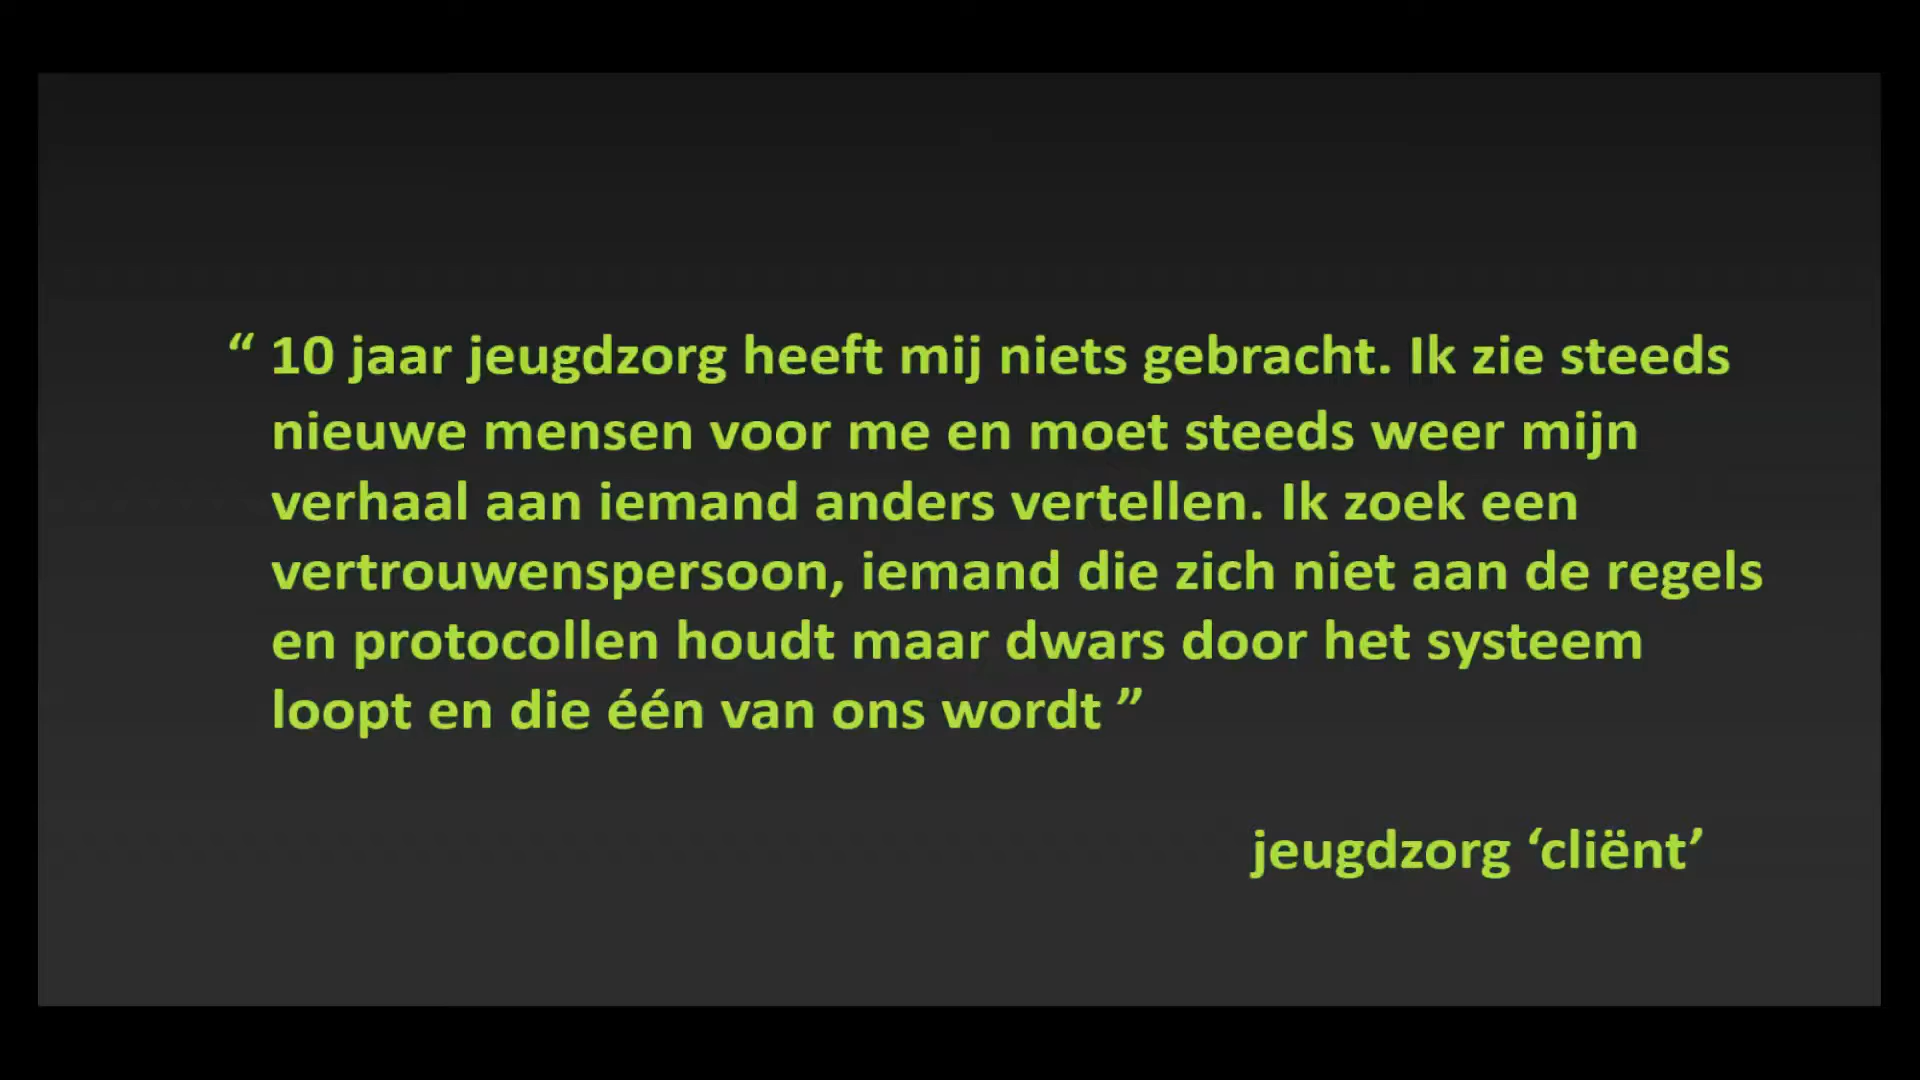 “ 10 jaar jeugdzorg heeft mij niets gebracht. Ik zie steeds
nieuwe mensen voor me en moet steeds weer mijn
verhaal aan iemand anders vertellen. Ik zoek een
vertrouwenspersoon, iemand die zich niet aan de regels
en protocollen houdt maar dwars door het systeem
loopt en die één van ons wordt ”
jeugdzorg ‘cliënt’